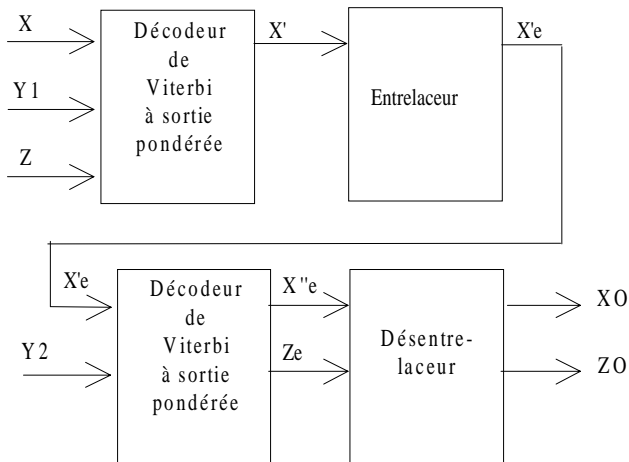 X
Y1
Z
Décodeur
de
Viterbi
à sortie
pondérée
X'
Entrelaceur
X'e
X'e
Y2
Décodeur
de
Viterbi
à sortie
pondérée
X''e
Ze
Désentre-
laceur
XO
ZO